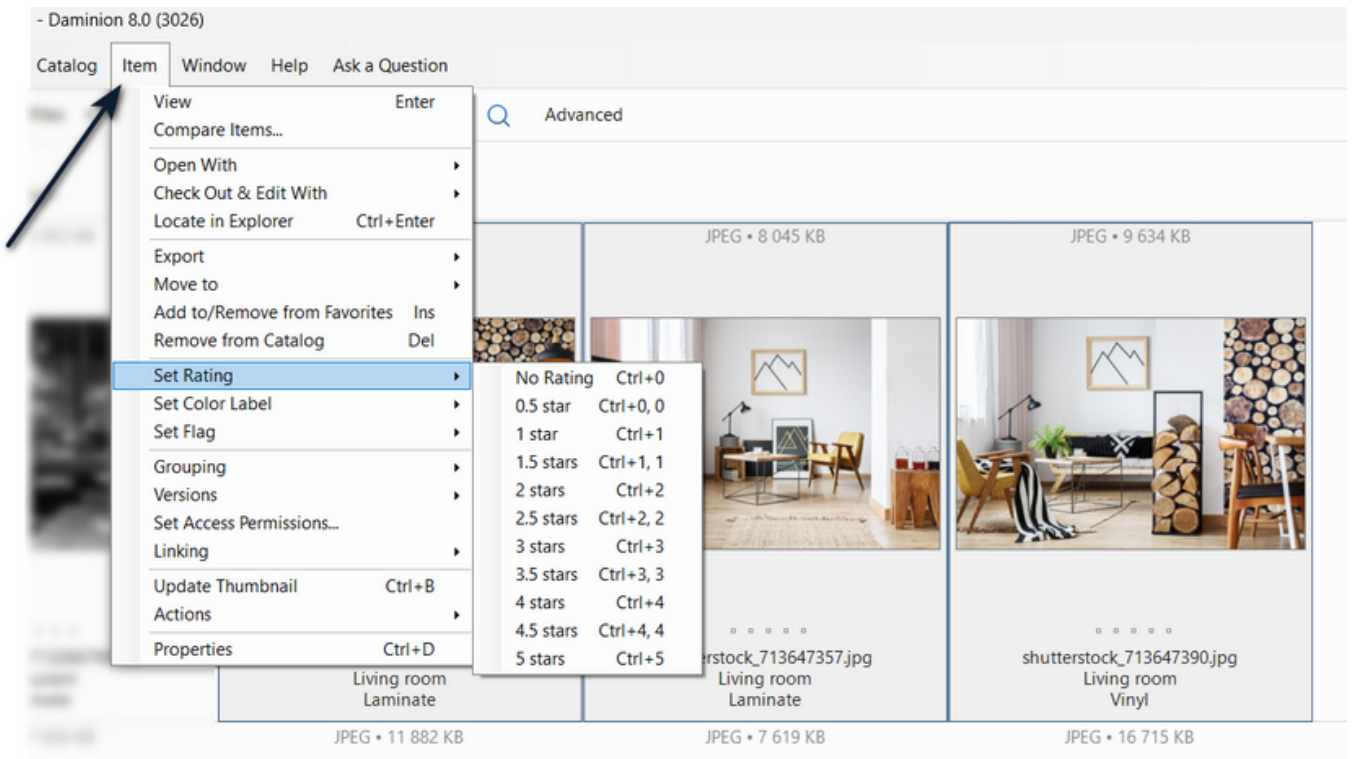 - Daminion 8.0 (3026)
Catalog Item Window Help Ask a Question
View Enter
Compare Items...
Open With
Check Out & Edit With
Locate in Explorer Ctrl+Enter
Export
Move to
Add to/Remove from Favorites Ins
Remove from Catalog Del
Set Rating
Set Color Label
Set Flag
Grouping
Versions
Set Access Permissions...
Linking
Update Thumbnail Ctrl+B
Actions
Properties Ctrl+D
No Rating Ctrl+0
0.5 star Ctrl+0, 0
1 star Ctrl+1
1.5 stars Ctrl+1, 1
2 stars Ctrl+2
2.5 stars Ctrl+2, 2
3 stars Ctrl+3
3.5 stars Ctrl+3, 3
4 stars Ctrl+4
4.5 stars Ctrl+4, 4
5 stars Ctrl+5
Advanced
JPEG • 8 045 KB
JPEG • 9 634 KB
Living room
Laminate
erstock_713647357.jpg
Living room
Laminate
shutterstock_713647390.jpg
Living room
Vinyl
JPEG • 11 882 KB
JPEG • 7 619 KB
JPEG • 16 715 KB